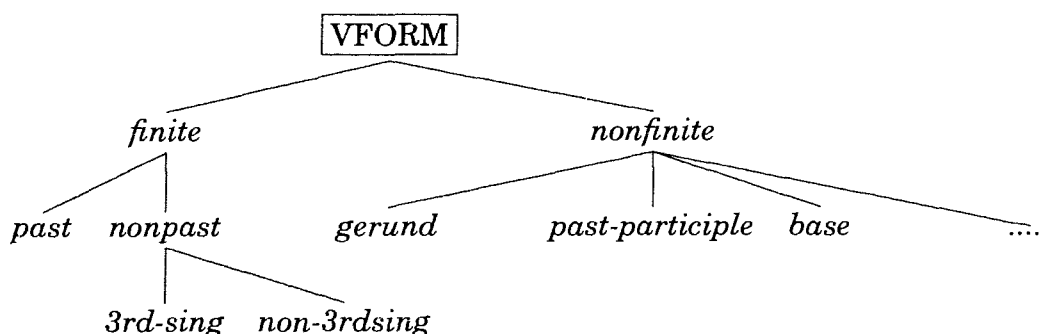 VFORM
finite nonfinite
past nonpast gerund past-participle base ....
3rd-sing non-3rdsing